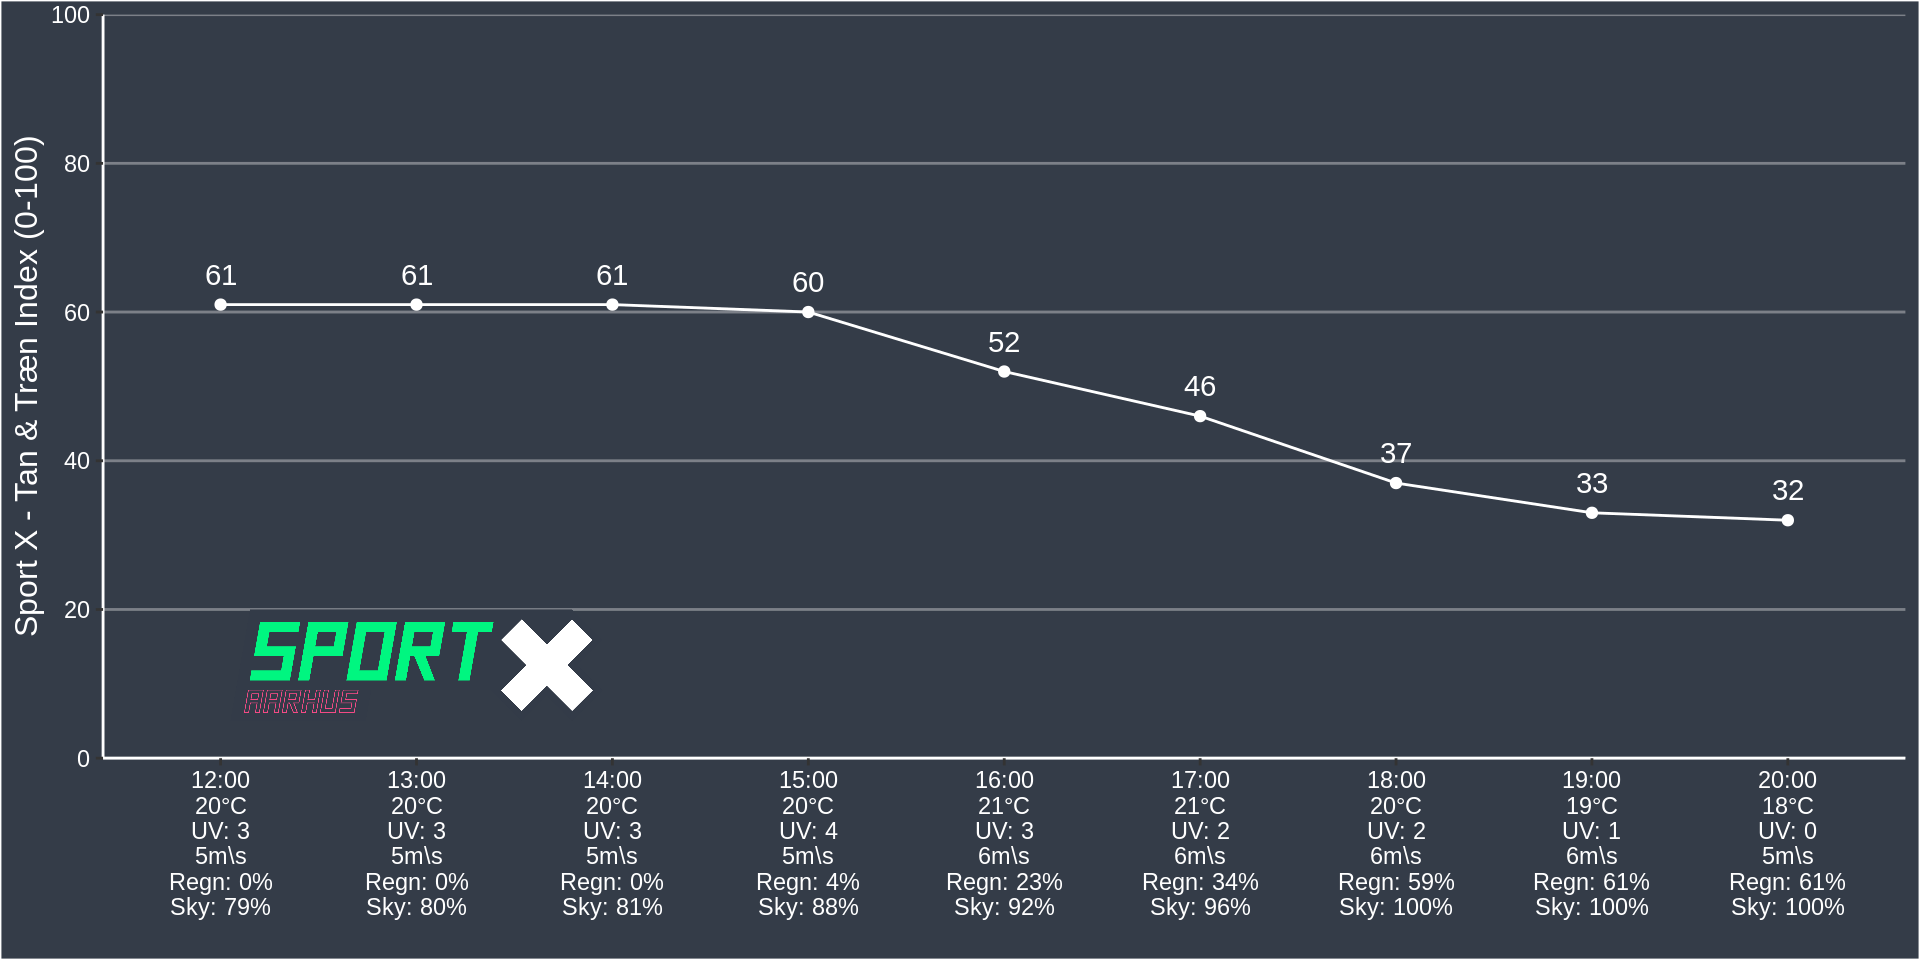 Sport X - Tan & Træn Index (0-100)
100
80
60
40
20
0
61
61
61
60
52
46
37
33
32
SPORT X
AARHUS
12:00
20°C
UV: 3
5m\s
Regn: 0%
Sky: 79%
13:00
20°C
UV: 3
5m\s
Regn: 0%
Sky: 80%
14:00
20°C
UV: 3
5m\s
Regn: 0%
Sky: 81%
15:00
20°C
UV: 4
5m\s
Regn: 4%
Sky: 88%
16:00
21°C
UV: 3
6m\s
Regn: 23%
Sky: 92%
17:00
21°C
UV: 2
6m\s
Regn: 34%
Sky: 96%
18:00
20°C
UV: 2
6m\s
Regn: 59%
Sky: 100%
19:00
19°C
UV: 1
6m\s
Regn: 61%
Sky: 100%
20:00
18°C
UV: 0
5m\s
Regn: 61%
Sky: 100%